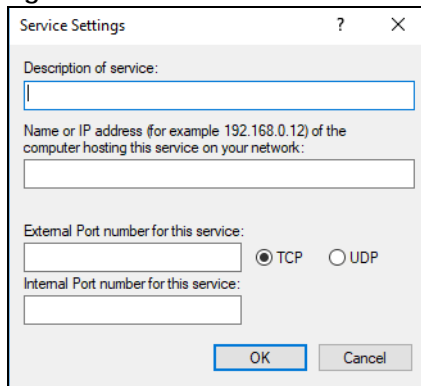 Service Settings ? ×
Description of service:
Name or IP address (for example 192.168.0.12) of the
computer hosting this service on your network:
External Port number for this service:
TCP UDP
Internal Port number for this service:
OK Cancel